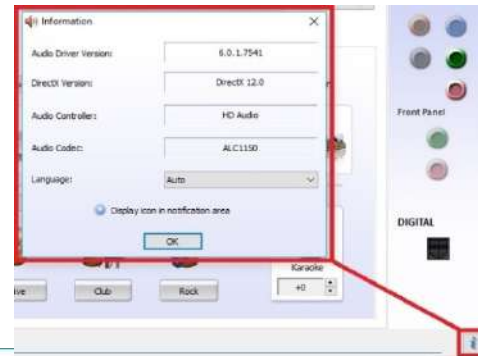 Information
Audio Driver Version:
6.0.1.7541
DirectX Version:
DirectX 12.0
Audio Controller:
HD Audio
Audio Codec:
ALC1150
Language:
Auto
Display icon in notification area
OK
Front Panel
DIGITAL
Karaoke
Club
Rock
+0
i